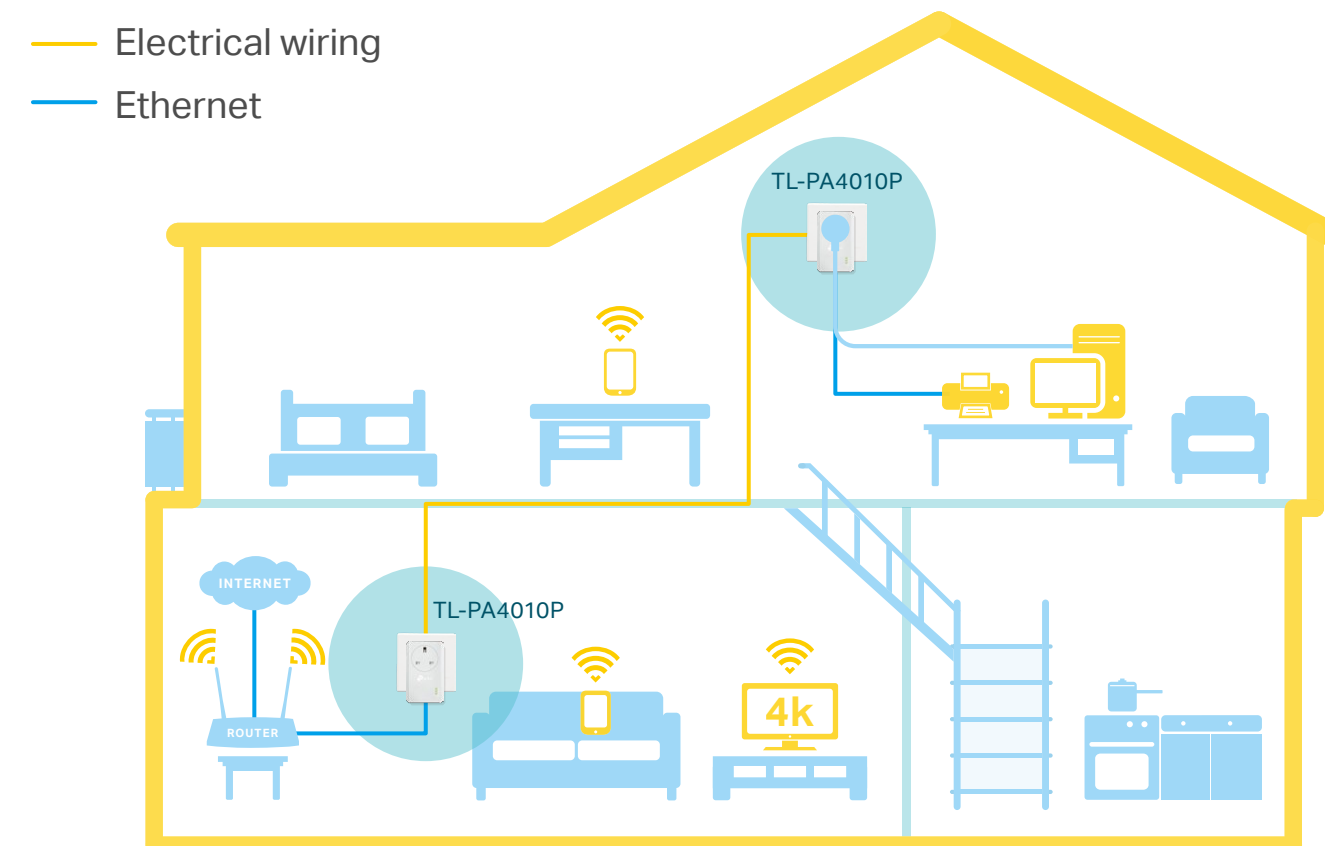 Electrical wiring
Ethernet
TL-PA4010P
INTERNET
TL-PA4010P
4k
ROUTER